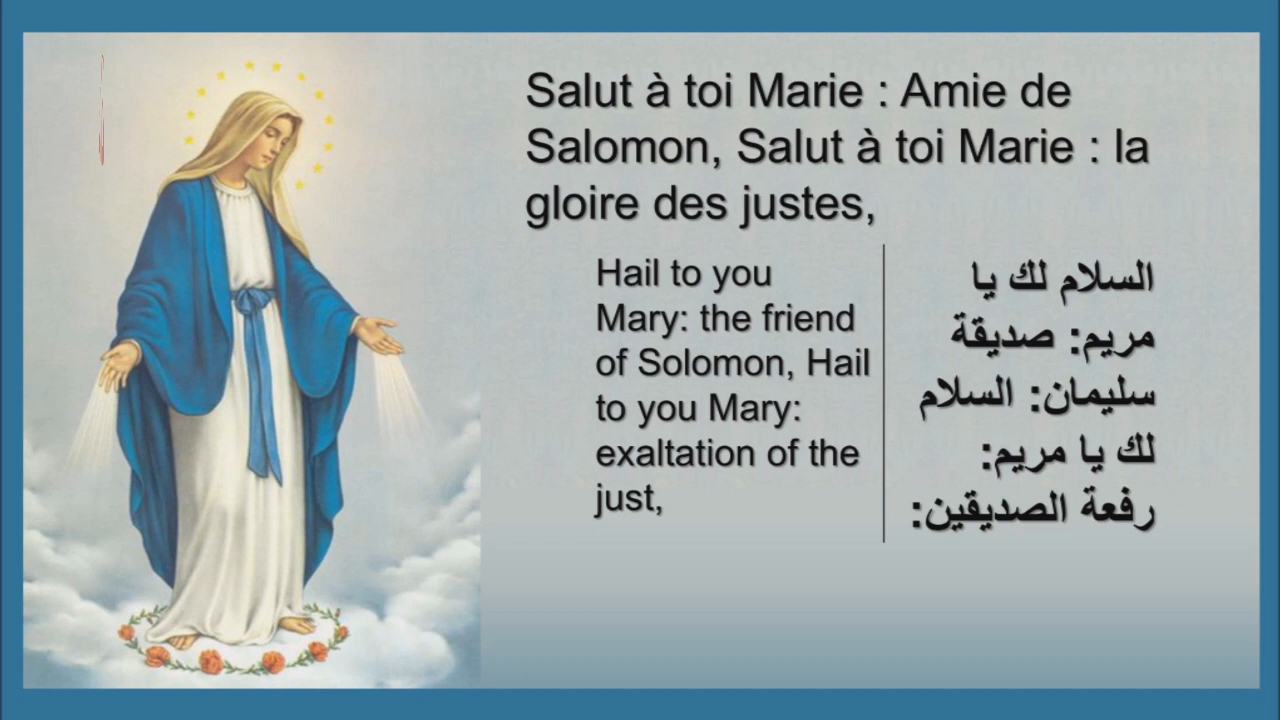 Salut à toi Marie : Amie de
Salomon, Salut à toi Marie : la
gloire des justes,
Hail to you
Mary: the friend
of Solomon, Hail
to you Mary:
exaltation of the
just,
السلام لك يا
مريم: صديقة
سليمان: السلام
لك يا مريم:
رفعة الصديقين: